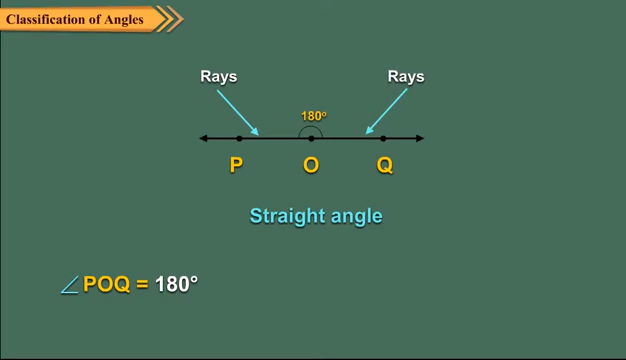 Classification of Angles
Rays Rays
180°
P O Q
Straight angle
∠POQ = 180°